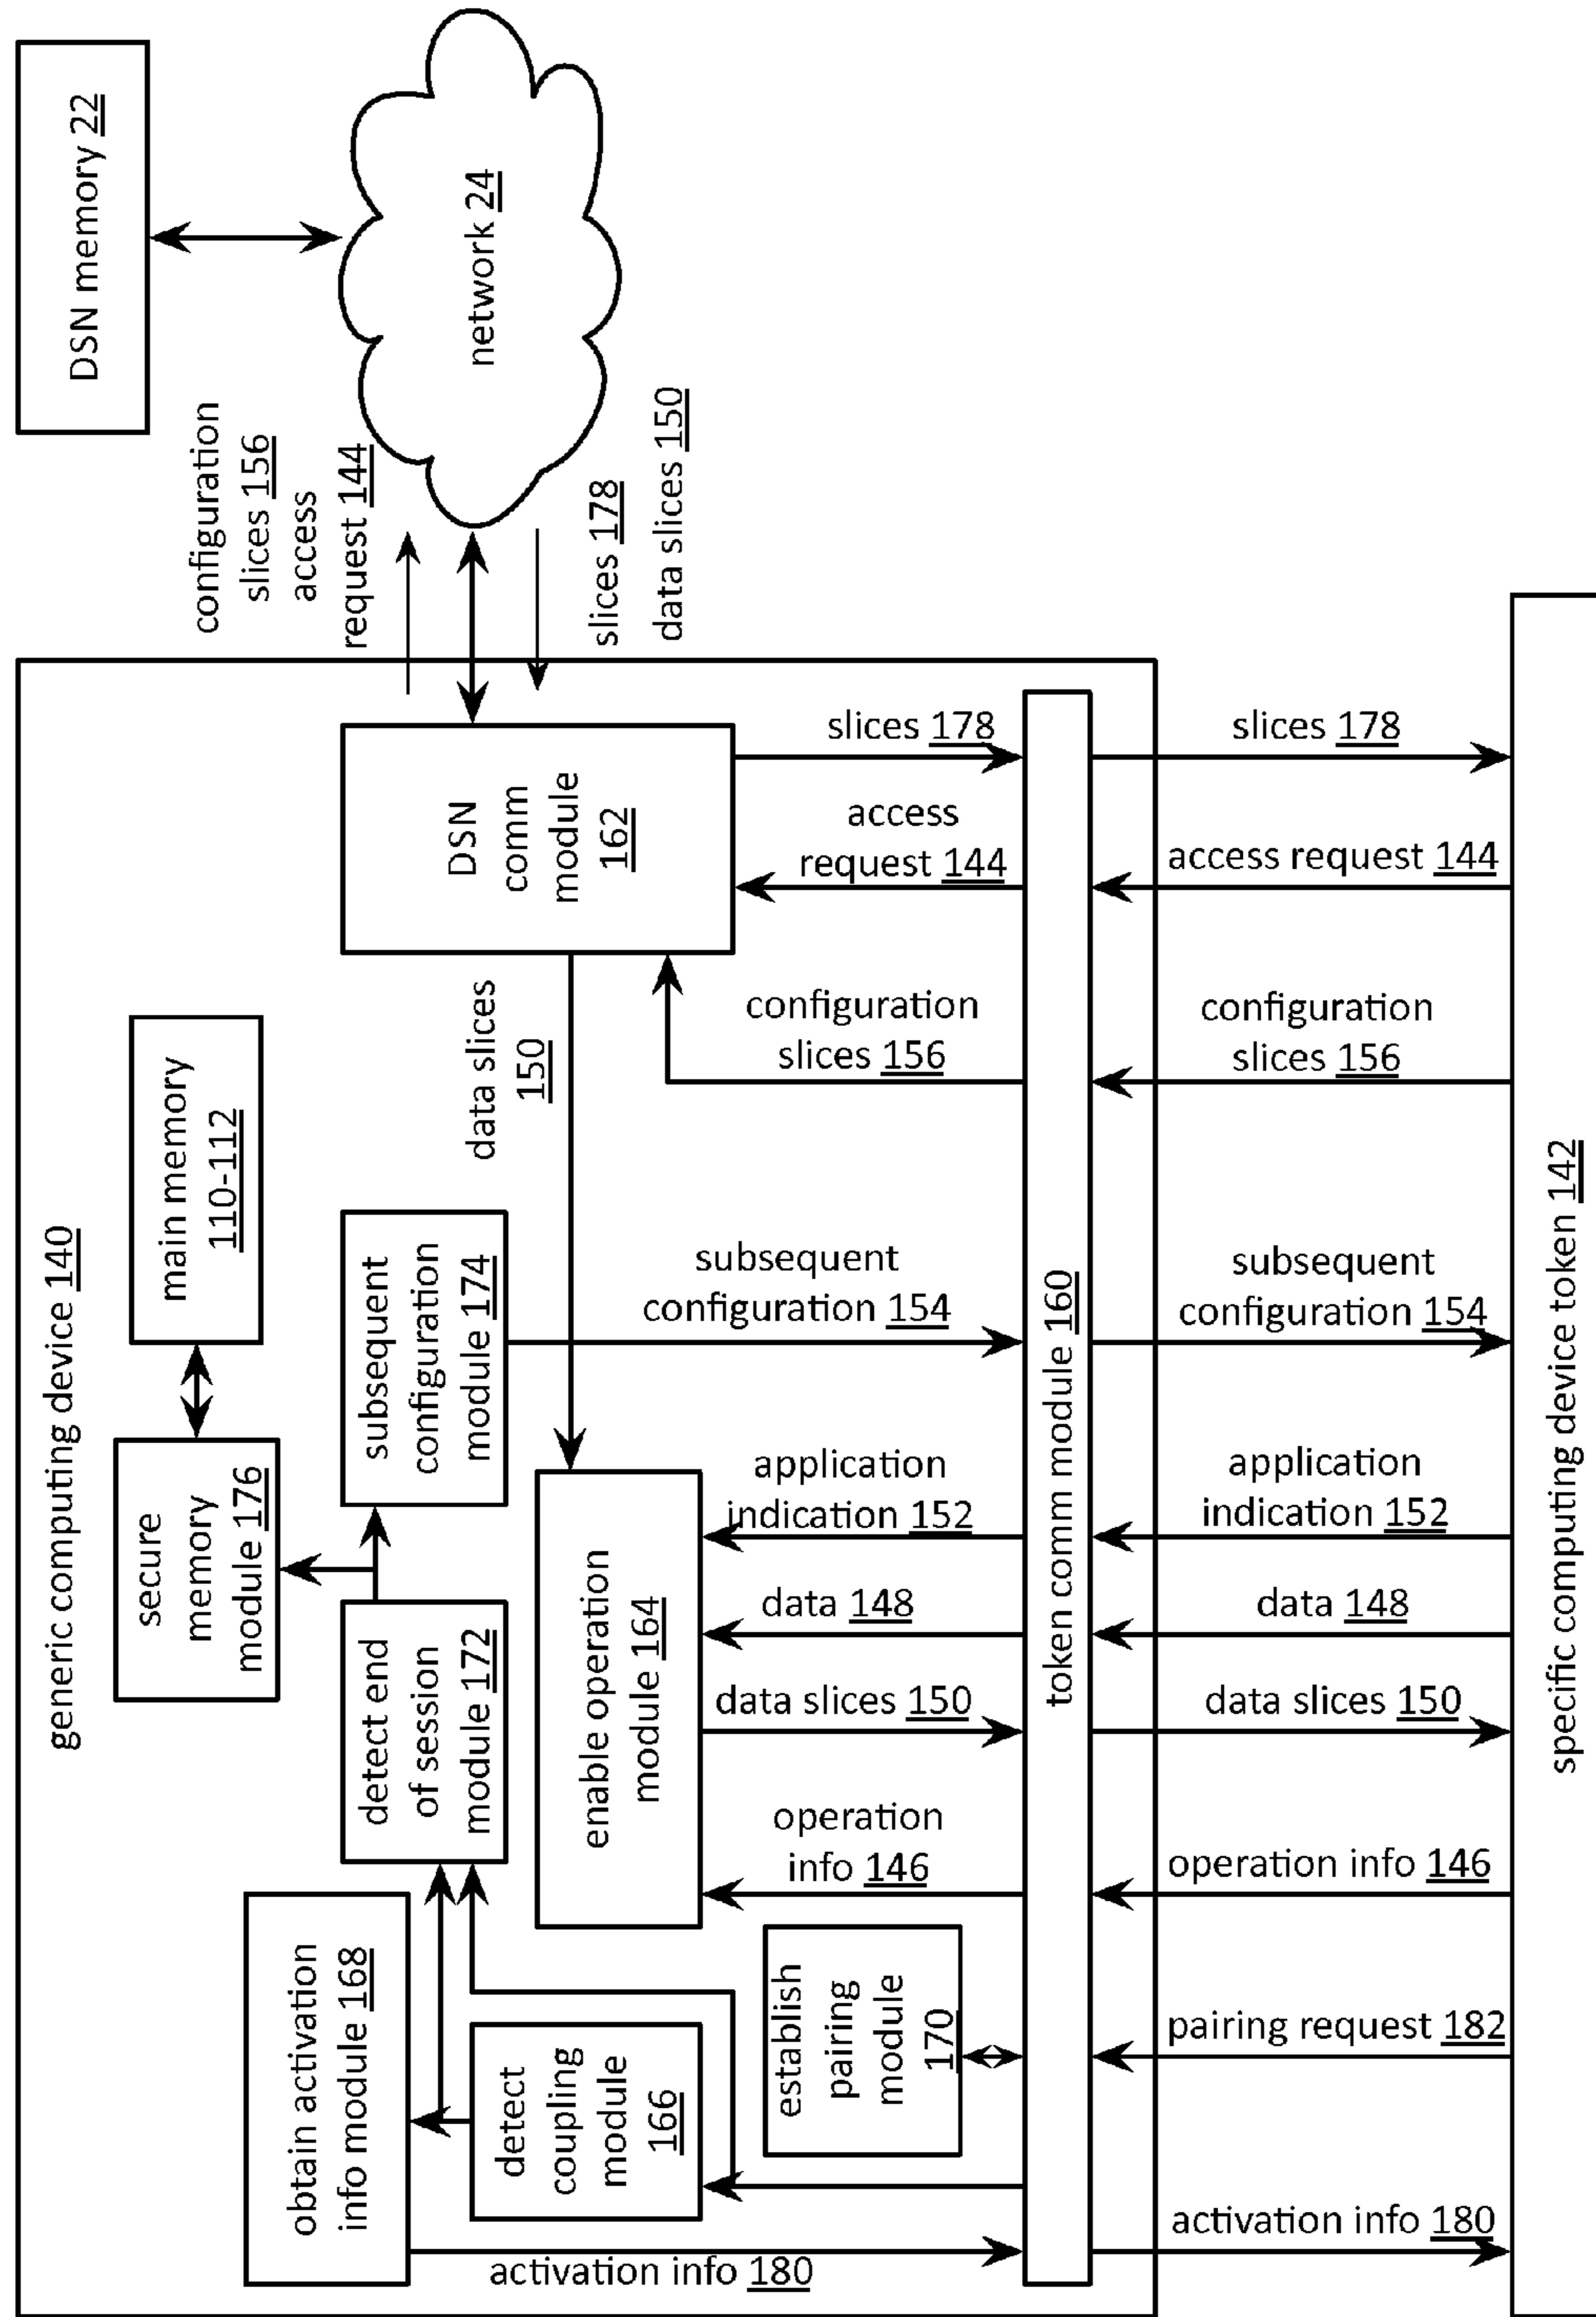 generic computing device 140
obtain activation
info module 168
detect
coupling
module
166
detect end
of session
module 172
secure
memory
module 176
main memory
110-112
subsequent
configuration
module 174
enable operation
module 164
establish
pairing
module
170
DSN
comm
module
162
data slices
150
activation info 180
operation
info 146
data slices 150
data 148
application
indication 152
subsequent
configuration 154
configuration
slices 156
access
request 144
slices 178
token comm module 160
activation info 180
pairing request 182
operation info 146
data slices 150
data 148
application
indication 152
subsequent
configuration 154
configuration
slices 156
access request 144
slices 178
specific computing device token 142
configuration
slices 156
access
request 144
slices 178
data slices 150
network 24
DSN memory 22